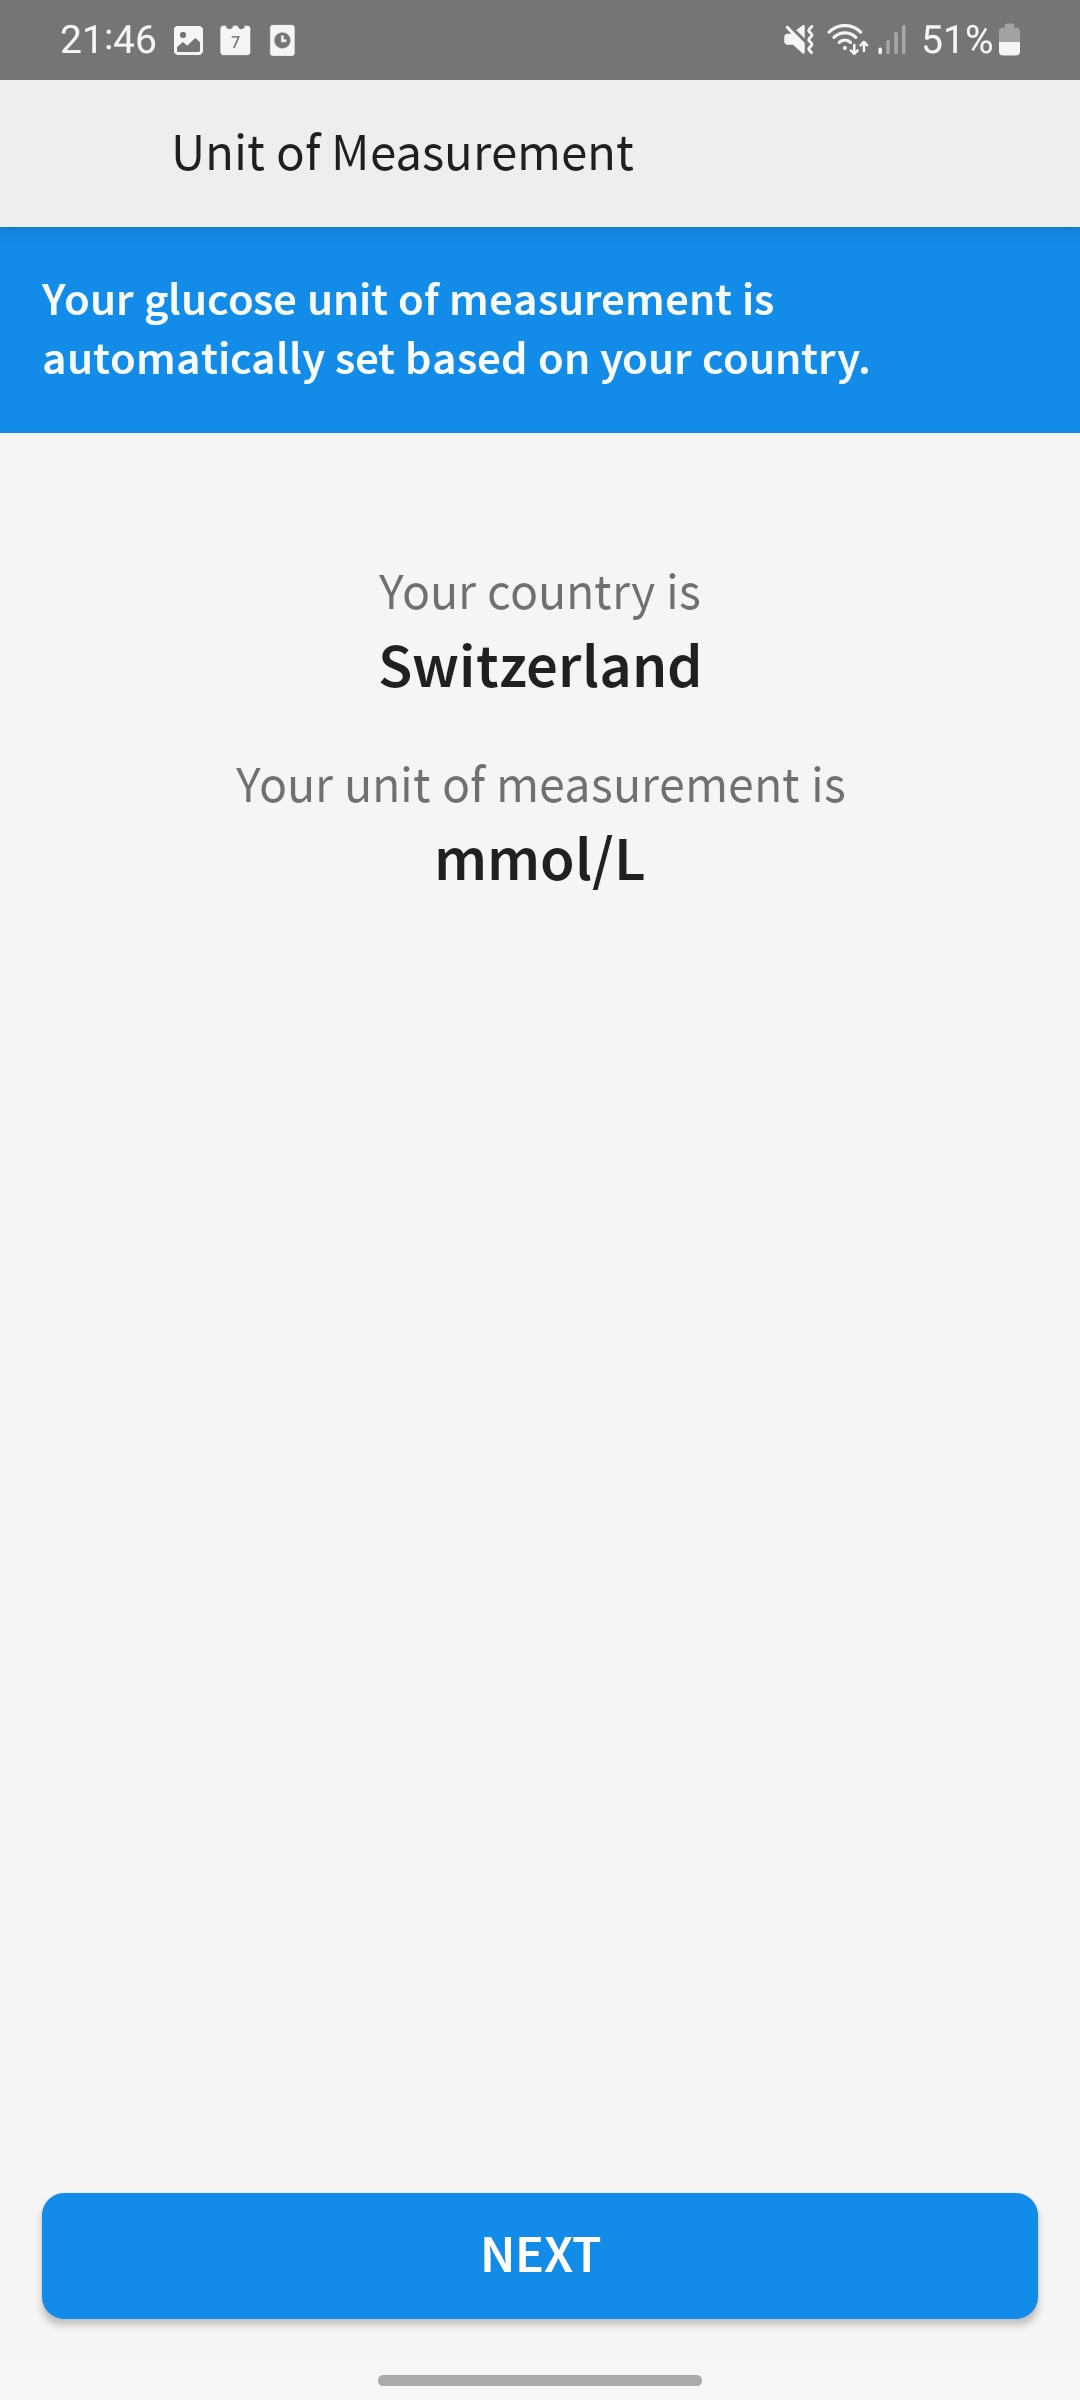 21:46
7
51%
Unit of Measurement
Your glucose unit of measurement is
automatically set based on your country.
Your country is
Switzerland
Your unit of measurement is
mmol/L
NEXT